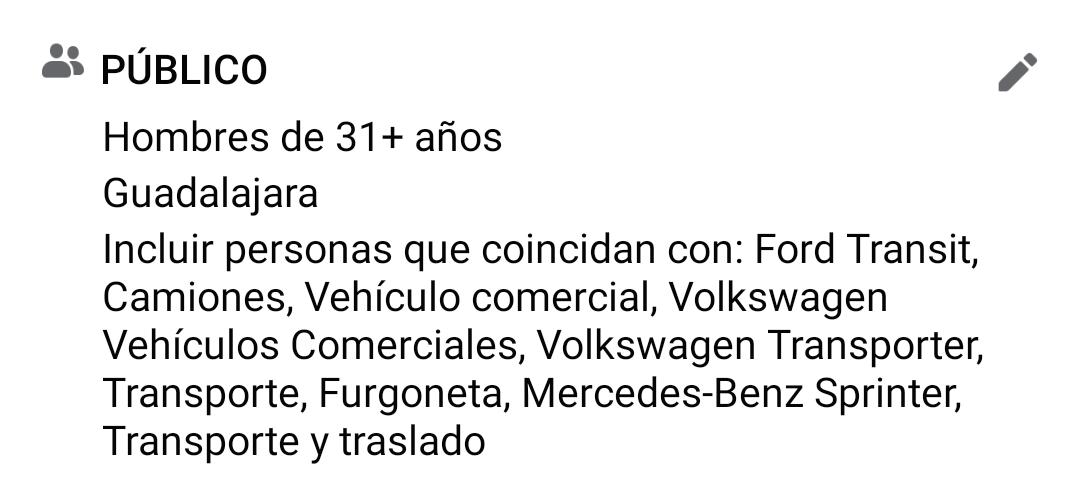 PÚBLICO
Hombres de 31+ años
Guadalajara
Incluir personas que coincidan con: Ford Transit,
Camiones, Vehículo comercial, Volkswagen
Vehículos Comerciales, Volkswagen Transporter,
Transporte, Furgoneta, Mercedes-Benz Sprinter,
Transporte y traslado